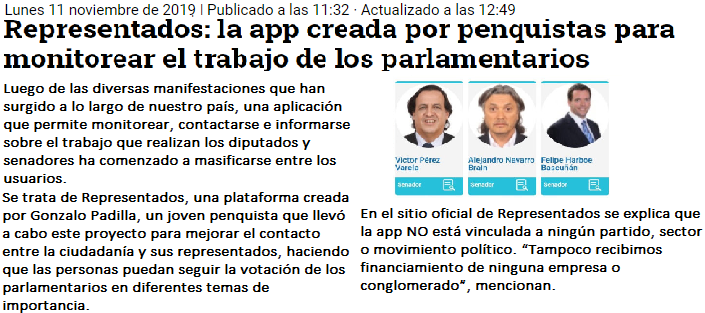 Lunes 11 noviembre de 2019 | Publicado a las 11:32 · Actualizado a las 12:49
Representados: la app creada por penquistas para
monitorear el trabajo de los parlamentarios
Luego de las diversas manifestaciones que han
surgido a lo largo de nuestro país, una aplicación
que permite monitorear, contactarse e informarse
sobre el trabajo que realizan los diputados y
senadores ha comenzado a masificarse entre los
usuarios.
Se trata de Representados, una plataforma creada
por Gonzalo Padilla, un joven penquista que llevó
a cabo este proyecto para mejorar el contacto
entre la ciudadanía y sus representados, haciendo
que las personas puedan seguir la votación de los
parlamentarios en diferentes temas de
importancia.
Victor Pérez
Varela
Senador
Alejandro Navarro
Brain
Senador
Felipe Harboe
Bascuñán
Senador
En el sitio oficial de Representados se explica que
la app NO está vinculada a ningún partido, sector
o movimiento político. “Tampoco recibimos
financiamiento de ninguna empresa o
conglomerado”, mencionan.